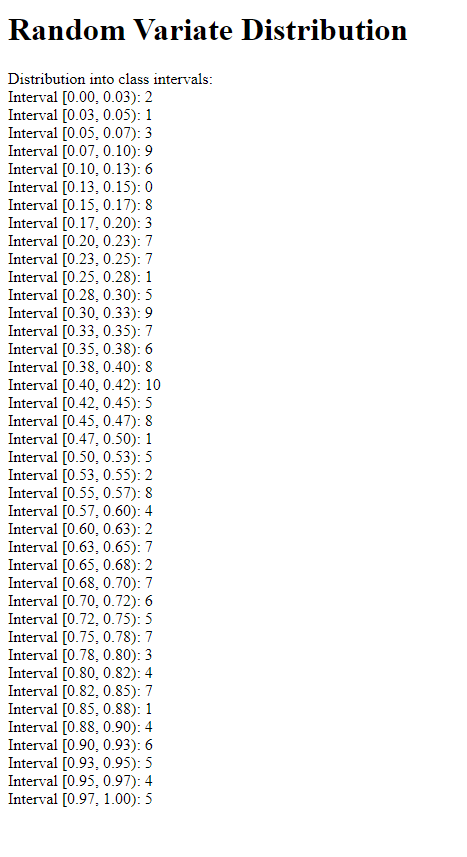 Random Variate Distribution
Distribution into class intervals:
Interval [0.00, 0.03): 2
Interval [0.03, 0.05): 1
Interval [0.05, 0.07): 3
Interval [0.07, 0.10): 9
Interval [0.10, 0.13): 6
Interval [0.13, 0.15): 0
Interval [0.15, 0.17): 8
Interval [0.17, 0.20): 3
Interval [0.20, 0.23): 7
Interval [0.23, 0.25): 7
Interval [0.25, 0.28): 1
Interval [0.28, 0.30): 5
Interval [0.30, 0.33): 9
Interval [0.33, 0.35): 7
Interval [0.35, 0.38): 6
Interval [0.38, 0.40): 8
Interval [0.40, 0.42): 10
Interval [0.42, 0.45): 5
Interval [0.45, 0.47): 8
Interval [0.47, 0.50): 1
Interval [0.50, 0.53): 5
Interval [0.53, 0.55): 2
Interval [0.55, 0.57): 8
Interval [0.57, 0.60): 4
Interval [0.60, 0.63): 2
Interval [0.63, 0.65): 7
Interval [0.65, 0.68): 2
Interval [0.68, 0.70): 7
Interval [0.70, 0.72): 6
Interval [0.72, 0.75): 5
Interval [0.75, 0.78): 7
Interval [0.78, 0.80): 3
Interval [0.80, 0.82): 4
Interval [0.82, 0.85): 7
Interval [0.85, 0.88): 1
Interval [0.88, 0.90): 4
Interval [0.90, 0.93): 6
Interval [0.93, 0.95): 5
Interval [0.95, 0.97): 4
Interval [0.97, 1.00): 5